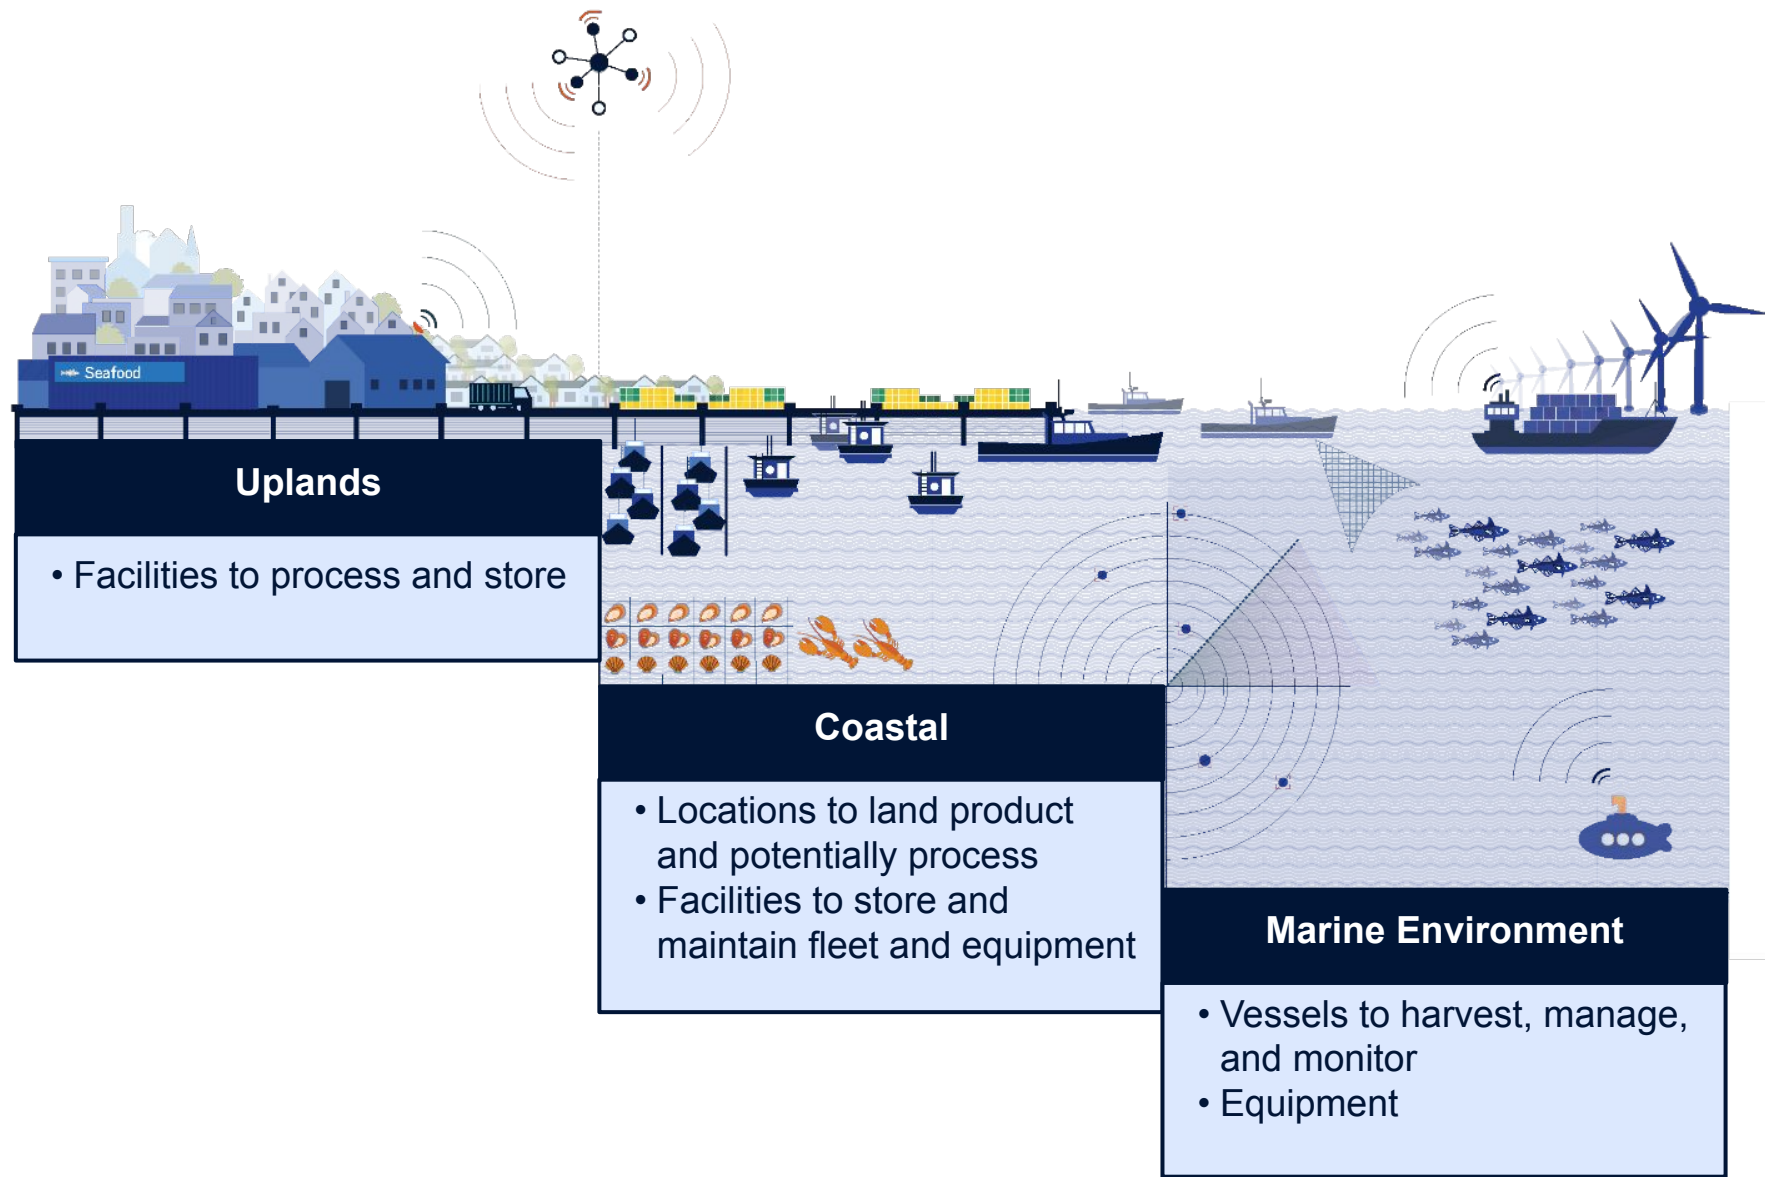 Seafood
Uplands
• Facilities to process and store
Coastal
• Locations to land product
and potentially process
• Facilities to store and
maintain fleet and equipment
Marine Environment
• Vessels to harvest, manage,
and monitor
• Equipment